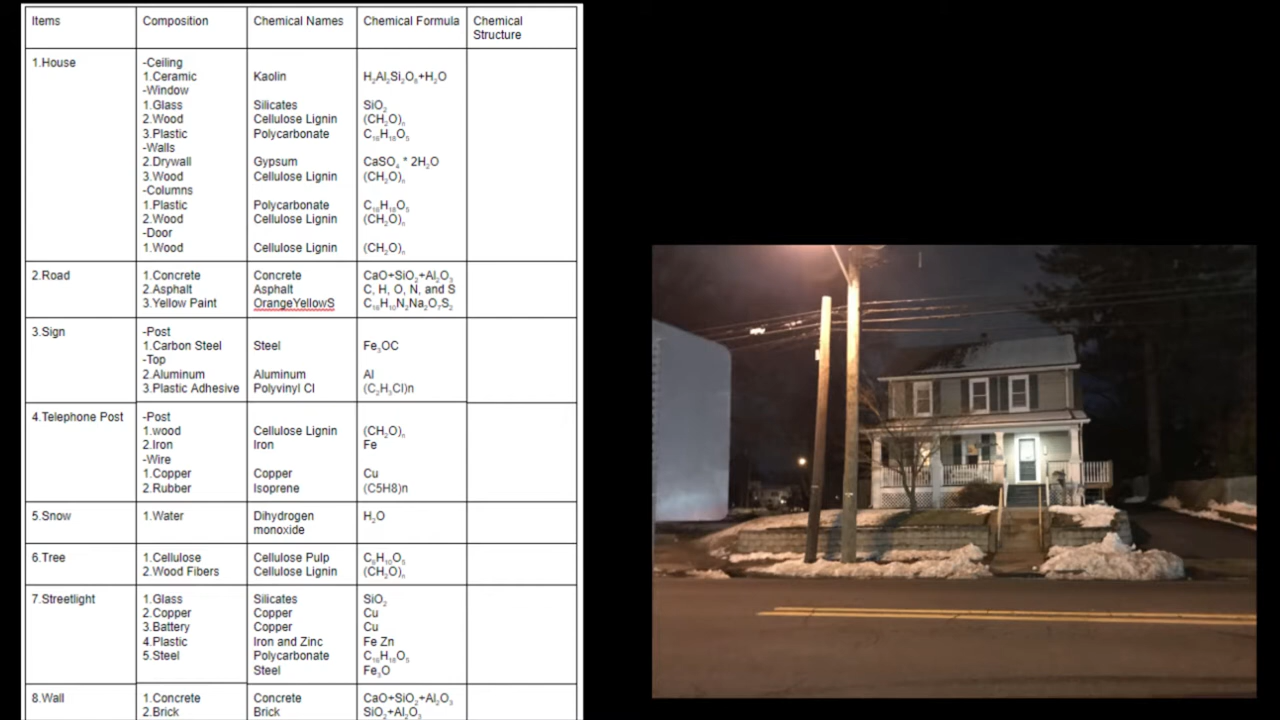 Items Composition Chemical Names Chemical Formula Chemical
Structure
1.House -Ceiling
1.Ceramic Kaolin H₂Al₂Si₂O₈+H₂O
-Window
1.Glass Silicates SiO₂
2.Wood Cellulose Lignin (CH₂O)ₙ
3.Plastic Polycarbonate C₁₆H₁₈O₅
-Walls
2.Drywall Gypsum CaSO₄ * 2H₂O
3.Wood Cellulose Lignin (CH₂O)ₙ
-Columns
1.Plastic Polycarbonate C₁₆H₁₈O₅
2.Wood Cellulose Lignin (CH₂O)ₙ
-Door
1.Wood Cellulose Lignin (CH₂O)ₙ
2.Road 1.Concrete Concrete CaO+SiO₂+Al₂O₃
2.Asphalt Asphalt C, H, O, N, and S
3.Yellow Paint OrangeYellowS C₁₆H₁₀N₂Na₂O₇S₂
3.Sign -Post
1.Carbon Steel Steel Fe₃OC
-Top
2.Aluminum Aluminum Al
3.Plastic Adhesive Polyvinyl Cl (C₂H₃Cl)n
4.Telephone Post -Post
1.wood Cellulose Lignin (CH₂O)ₙ
2.Iron Iron Fe
-Wire
1.Copper Copper Cu
2.Rubber Isoprene (C5H8)n
5.Snow 1.Water Dihydrogen H₂O
monoxide
6.Tree 1.Cellulose Cellulose Pulp C₆H₁₀O₅
2.Wood Fibers Cellulose Lignin (CH₂O)ₙ
7.Streetlight 1.Glass Silicates SiO₂
2.Copper Copper Cu
3.Battery Copper Cu
4.Plastic Iron and Zinc Fe Zn
5.Steel Polycarbonate C₁₆H₁₈O₅
Steel Fe₃O
8.Wall 1.Concrete Concrete CaO+SiO₂+Al₂O₃
2.Brick Brick SiO₂+Al₂O₃